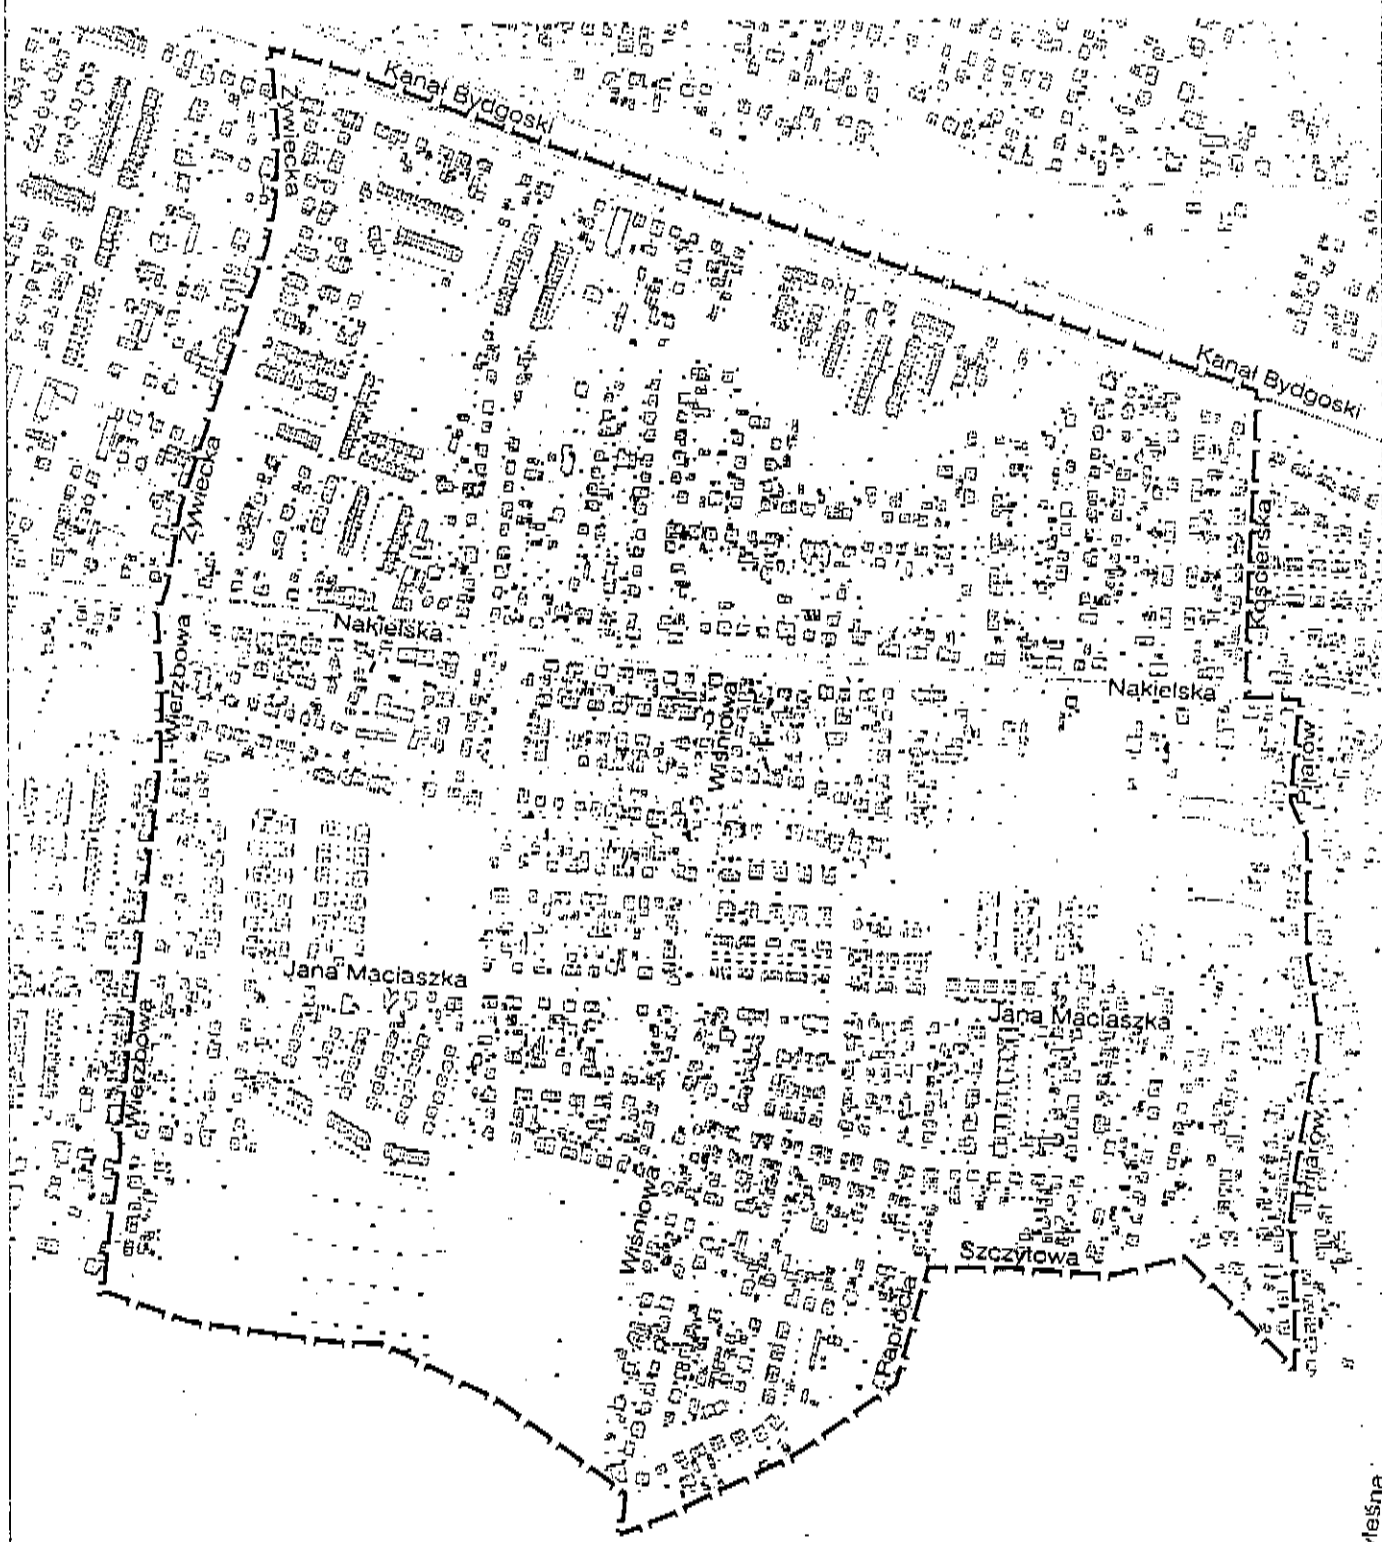 Kanał Bydgoski
Żywiecka
Kanał Bydgoski
Żywiecka
Kościerska
Wierzbowa
Nakielska
Nakielska
Wiśniowa
Pijarów
Jana Maciaszka
Jana Maciaszka
Wierzbowa
Pijarów
Wiśniowa
Szczytowa
Paprocia